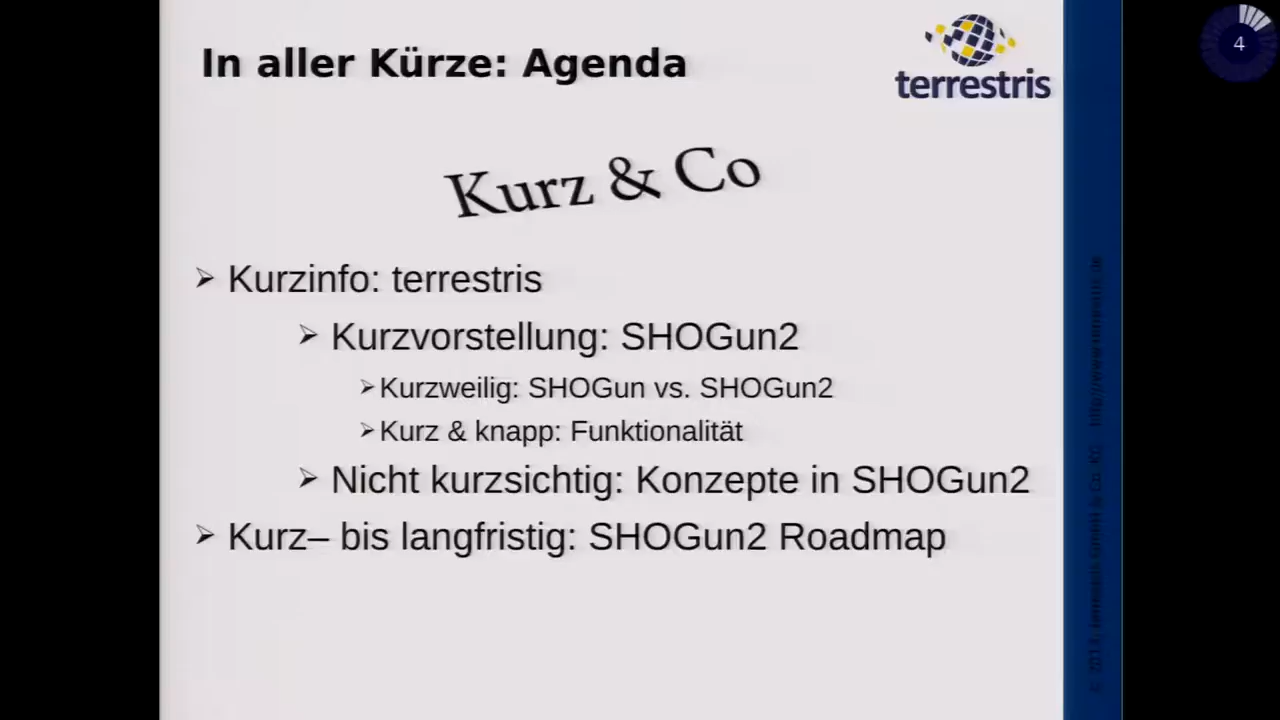 In aller Kürze: Agenda
terrestris
4
Kurz & Co
Kurzinfo: terrestris
Kurzvorstellung: SHOGun2
Kurzweilig: SHOGun vs. SHOGun2
Kurz & knapp: Funktionalität
Nicht kurzsichtig: Konzepte in SHOGun2
Kurz– bis langfristig: SHOGun2 Roadmap